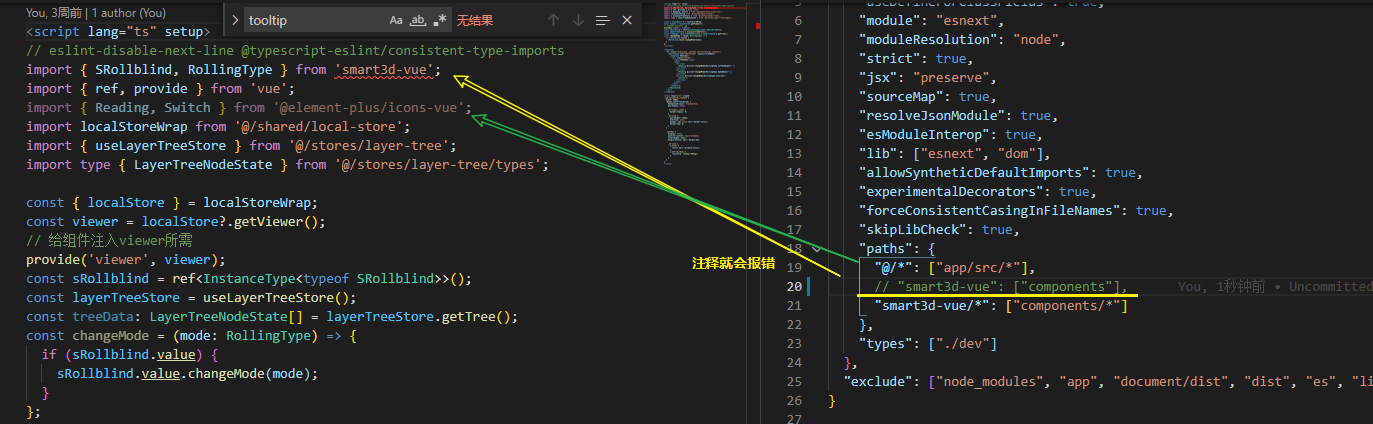 You, 3周前 | 1 author (You)
tooltip
Aa
ab
.*
无结果
<script lang="ts" setup>
// eslint-disable-next-line @typescript-eslint/consistent-type-imports
import { SRollblind, RollingType } from 'smart3d-vue';
import { ref, provide } from 'vue';
import { Reading, Switch } from '@element-plus/icons-vue';
import localStoreWrap from '@/shared/local-store';
import { useLayerTreeStore } from '@/stores/layer-tree';
import type { LayerTreeNodeState } from '@/stores/layer-tree/types';
const { localStore } = localStoreWrap;
const viewer = localStore?.getViewer();
// 给组件注入viewer所需
provide('viewer', viewer);
const sRollblind = ref<InstanceType<typeof SRollblind>>();
const layerTreeStore = useLayerTreeStore();
const treeData: LayerTreeNodeState[] = layerTreeStore.getTree();
const changeMode = (mode: RollingType) => {
if (sRollblind.value) {
sRollblind.value.changeMode(mode);
}
};
注释就会报错
5 "useDefineForClassFields": true,
6 "module": "esnext",
7 "moduleResolution": "node",
8 "strict": true,
9 "jsx": "preserve",
10 "sourceMap": true,
11 "resolveJsonModule": true,
12 "esModuleInterop": true,
13 "lib": ["esnext", "dom"],
14 "allowSyntheticDefaultImports": true,
15 "experimentalDecorators": true,
16 "forceConsistentCasingInFileNames": true,
17 "skipLibCheck": true,
18 "paths": {
19 "@/*": ["app/src/*"],
20 // "smart3d-vue": ["components"], You, 1秒钟前 • Uncommitted
21 "smart3d-vue/*": ["components/*"]
22 },
23 "types": ["./dev"]
24 },
25 "exclude": ["node_modules", "app", "document/dist", "dist", "es", "li
26 }
27